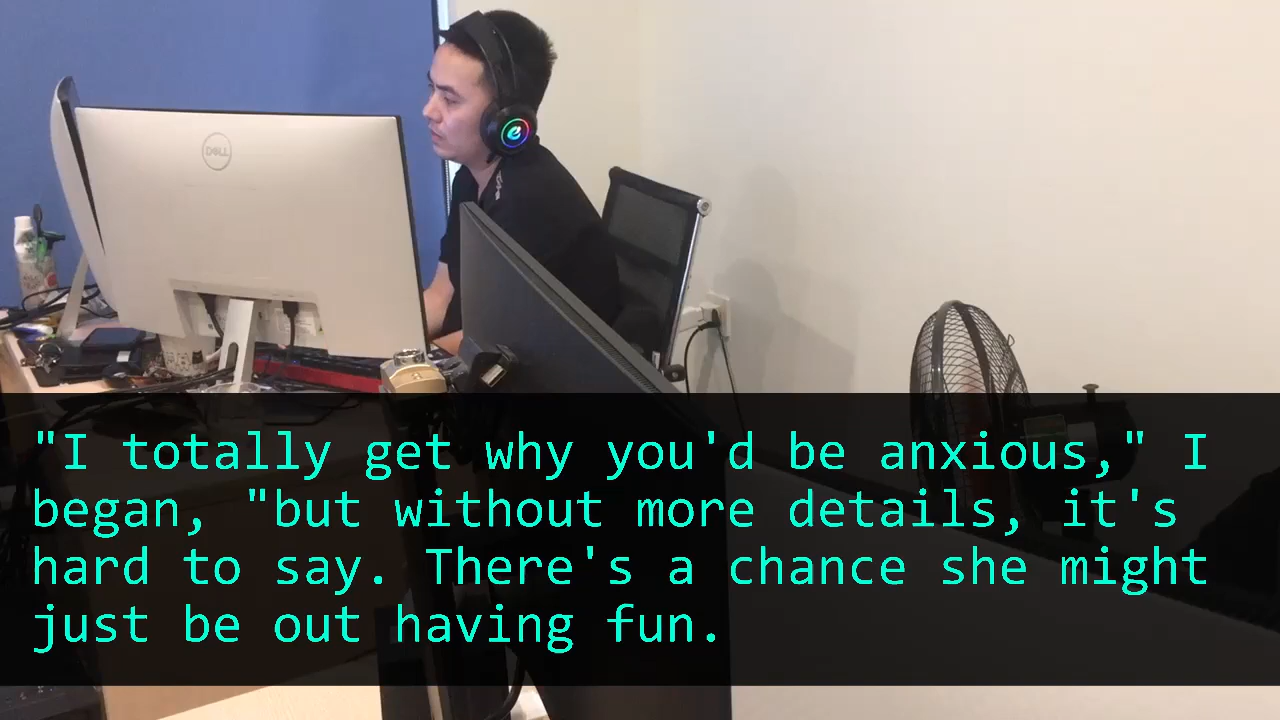 DELL
"I totally get why you'd be anxious," I
began, "but without more details, it's
hard to say. There's a chance she might
just be out having fun.